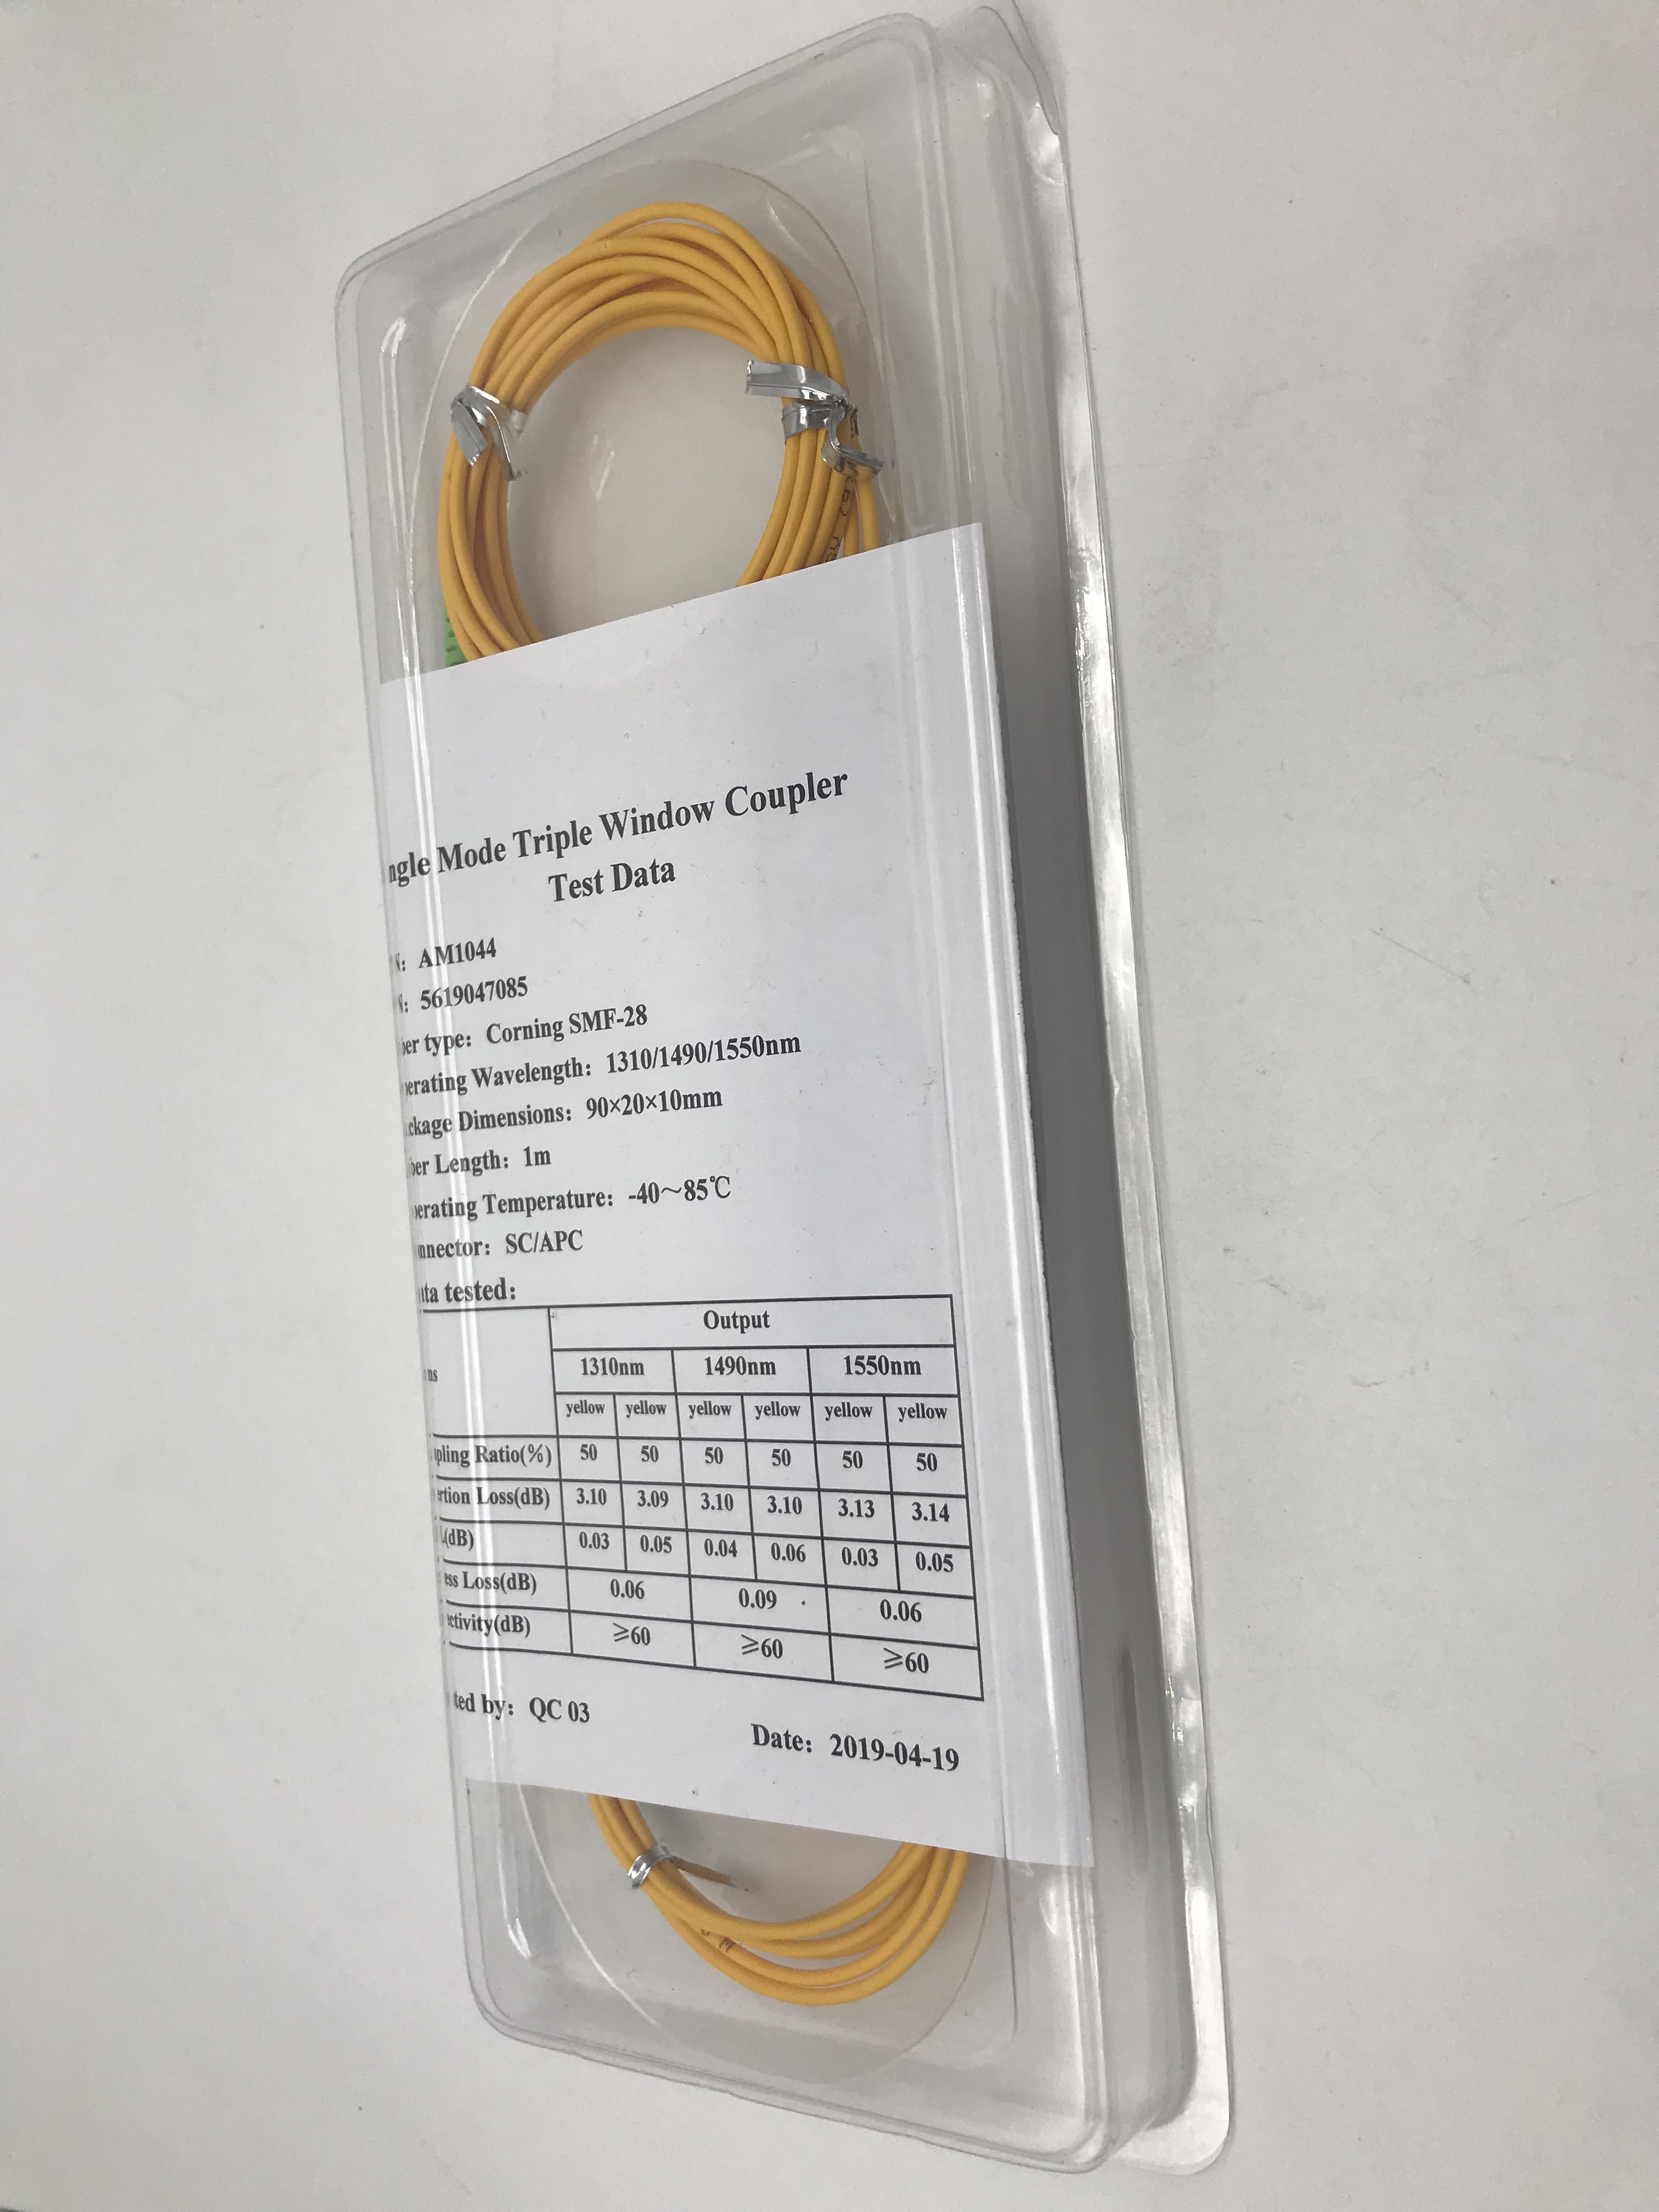 ngle Mode Triple Window Coupler
Test Data
N: AM1044
N: 5619047085
ber type: Corning SMF-28
erating Wavelength: 1310/1490/1550nm
ckage Dimensions: 90×20×10mm
ber Length: 1m
erating Temperature: -40～85℃
nnector: SC/APC
ata tested:
Output
ms 1310nm 1490nm 1550nm
yellow yellow yellow yellow yellow yellow
pling Ratio(%) 50 50 50 50 50 50
rtion Loss(dB) 3.10 3.09 3.10 3.10 3.13 3.14
L(dB) 0.03 0.05 0.04 0.06 0.03 0.05
ess Loss(dB) 0.06 0.09 0.06
ectivity(dB) ≥60 ≥60 ≥60
ted by: QC 03
Date: 2019-04-19